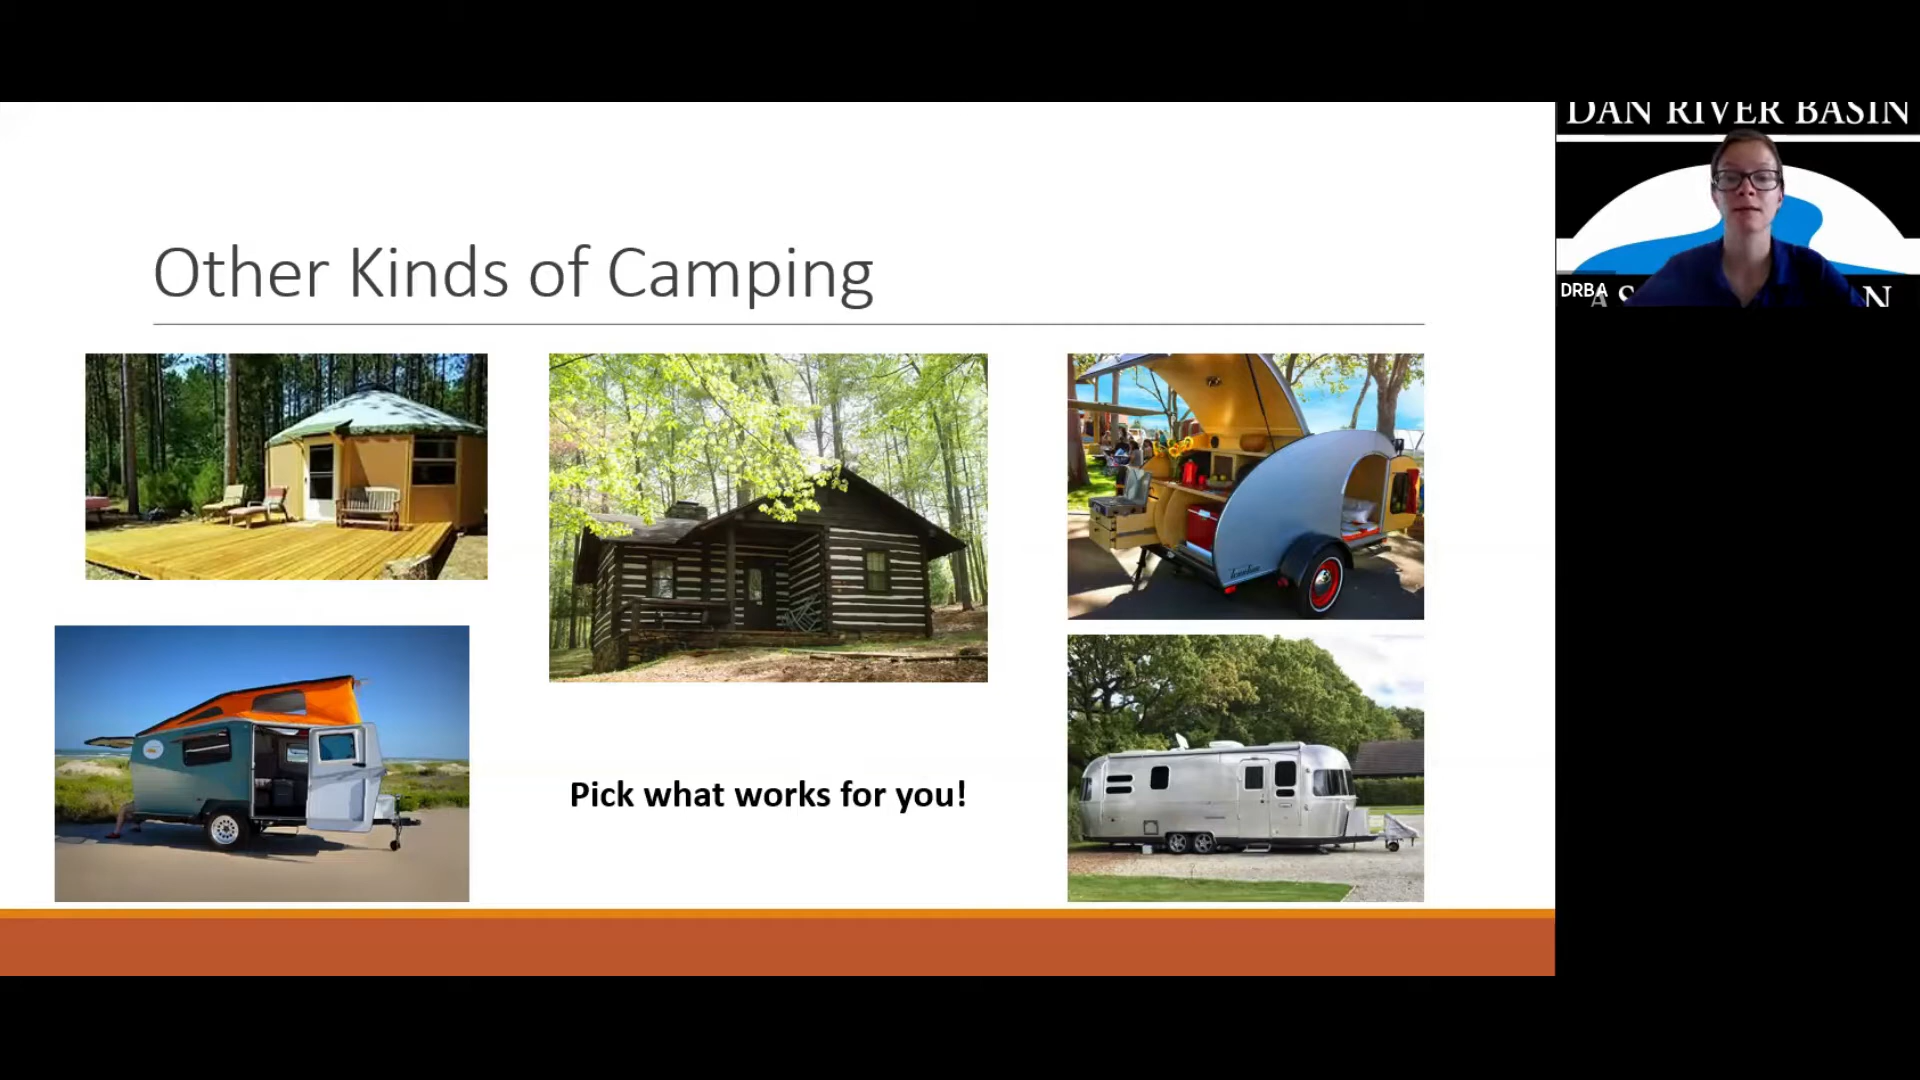 Other Kinds of Camping
Pick what works for you!
DAN RIVER BASIN
DRBA